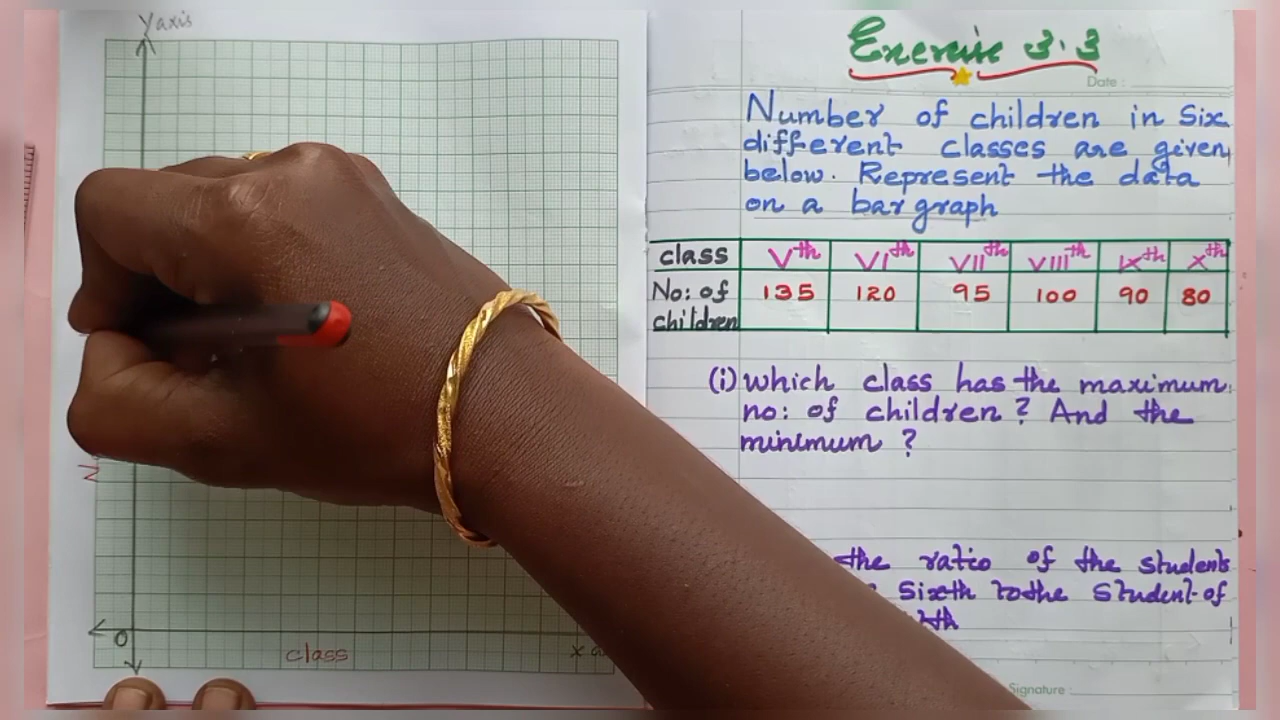 Y axis
N
O
class
x a
Exercise 3.3
Date :
Number of children in Six
different classes are given
below. Represent the data
on a bar graph
class Vth VIth VIIth VIIIth IXth Xth
No: of 135 120 95 100 90 80
children
(i) which class has the maximum
no: of children ? And the
minimum ?
the ratio of the students
sixth to the Student of
th
Signature :